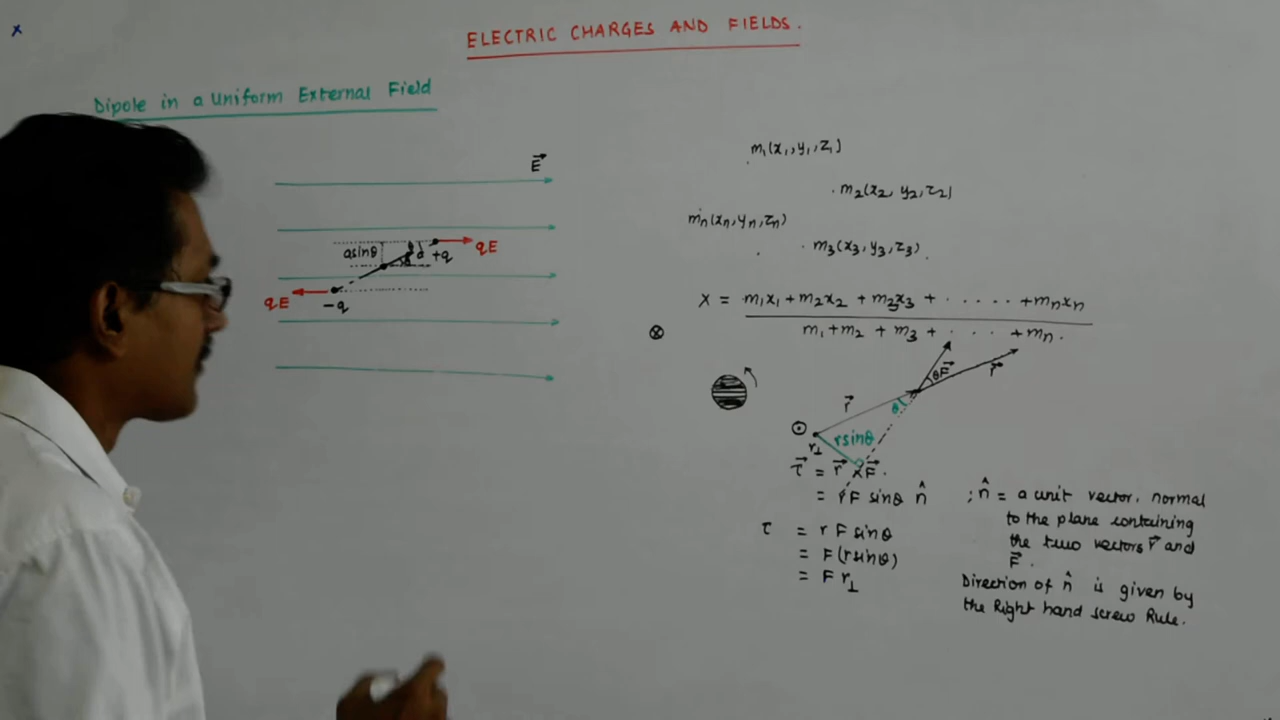 x
ELECTRIC CHARGES AND FIELDS.
Dipole in a Uniform External Field
E⃗
asinθ
d
+q
qE
qE
-q
m₁(x₁, y₁, z₁)
m₂(x₂, y₂, z₂)
mₙ(xₙ, yₙ, zₙ)
m₃(x₃, y₃, z₃)
X = m₁x₁ + m₂x₂ + m₃x₃ + . . . . . + mₙxₙ
m₁ + m₂ + m₃ + . . . + mₙ.
θ F⃗
r⃗
r⃗
θ
r⊥
rsinθ
τ⃗ = r⃗ × F⃗.
= rF sinθ n̂ ; n̂ = a unit vector, normal
to the plane containing
the two vectors r⃗ and
F⃗.
τ = r F sinθ
= F(rsinθ)
= F r⊥
Direction of n̂ is given by
the Right hand screw Rule.